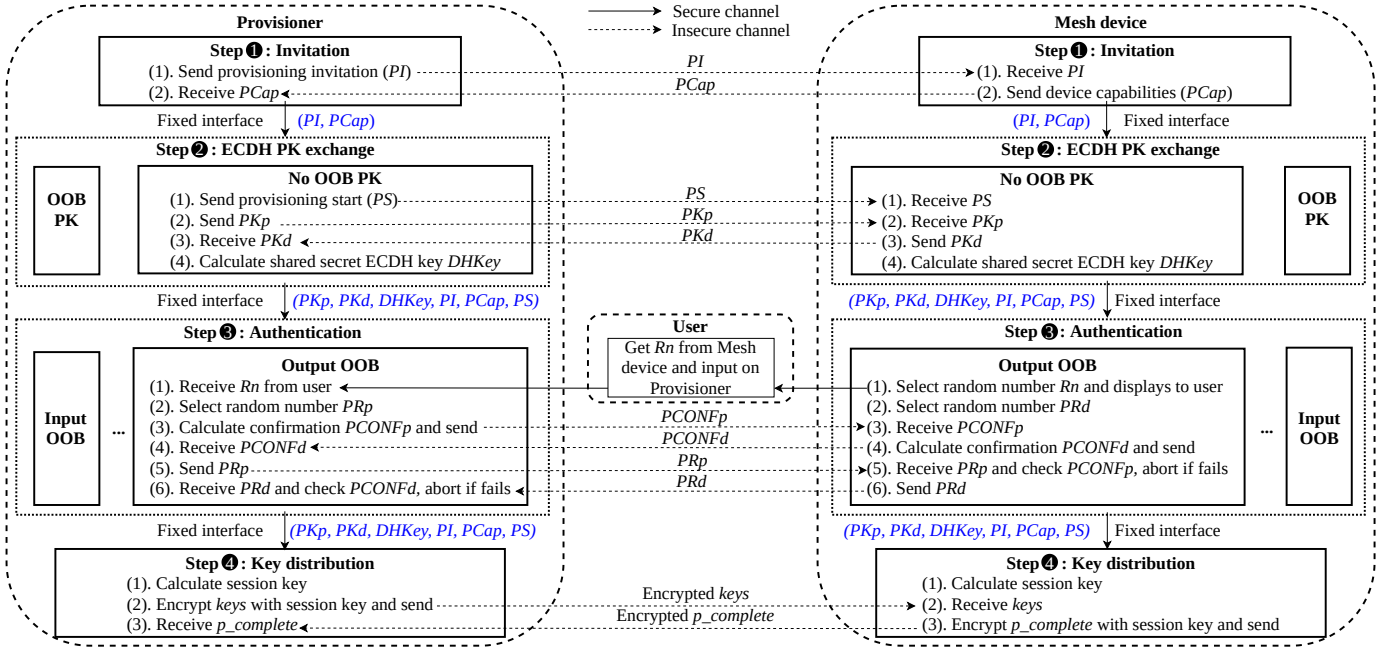 Provisioner
Secure channel
Insecure channel
Mesh device
Step ❶: Invitation
(1). Send provisioning invitation (PI)
(2). Receive PCap
PI
PCap
Step ❶: Invitation
(1). Receive PI
(2). Send device capabilities (PCap)
Fixed interface
(PI, PCap)
(PI, PCap)
Fixed interface
Step ❷: ECDH PK exchange
OOB
PK
No OOB PK
(1). Send provisioning start (PS)
(2). Send PKp
(3). Receive PKd
(4). Calculate shared secret ECDH key DHKey
PS
PKp
PKd
Step ❷: ECDH PK exchange
No OOB PK
(1). Receive PS
(2). Receive PKp
(3). Send PKd
(4). Calculate shared secret ECDH key DHKey
OOB
PK
Fixed interface
(PKp, PKd, DHKey, PI, PCap, PS)
(PKp, PKd, DHKey, PI, PCap, PS)
Fixed interface
Step ❸: Authentication
Input
OOB
...
Output OOB
(1). Receive Rn from user
(2). Select random number PRp
(3). Calculate confirmation PCONFp and send
(4). Receive PCONFd
(5). Send PRp
(6). Receive PRd and check PCONFd, abort if fails
User
Get Rn from Mesh
device and input on
Provisioner
PCONFp
PCONFd
PRp
PRd
Step ❸: Authentication
Output OOB
(1). Select random number Rn and displays to user
(2). Select random number PRd
(3). Receive PCONFp
(4). Calculate confirmation PCONFd and send
(5). Receive PRp and check PCONFp, abort if fails
(6). Send PRd
...
Input
OOB
Fixed interface
(PKp, PKd, DHKey, PI, PCap, PS)
(PKp, PKd, DHKey, PI, PCap, PS)
Fixed interface
Step ❹: Key distribution
(1). Calculate session key
(2). Encrypt keys with session key and send
(3). Receive p_complete
Encrypted keys
Encrypted p_complete
Step ❹: Key distribution
(1). Calculate session key
(2). Receive keys
(3). Encrypt p_complete with session key and send